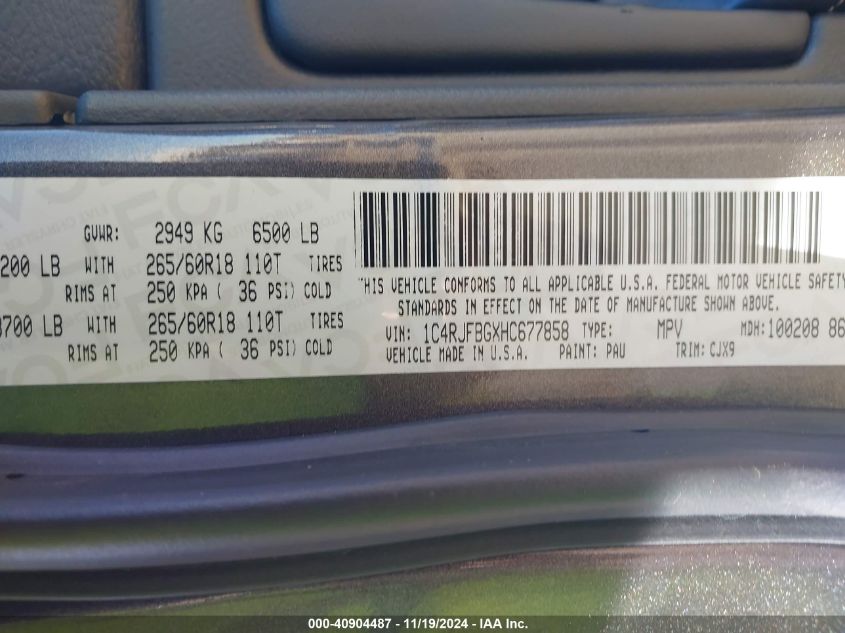 GVWR: 2949 KG 6500 LB
200 LB WITH 265/60R18 110T TIRES
RIMS AT 250 KPA ( 36 PSI) COLD
3700 LB WITH 265/60R18 110T TIRES
RIMS AT 250 KPA ( 36 PSI) COLD
THIS VEHICLE CONFORMS TO ALL APPLICABLE U.S.A. FEDERAL MOTOR VEHICLE SAFETY
STANDARDS IN EFFECT ON THE DATE OF MANUFACTURE SHOWN ABOVE.
VIN: 1C4RJFBGXHC677858 TYPE: MPV MDH:100208 86
VEHICLE MADE IN U.S.A. PAINT: PAU TRIM: CJX9
000-40904487 - 11/19/2024 - IAA Inc.